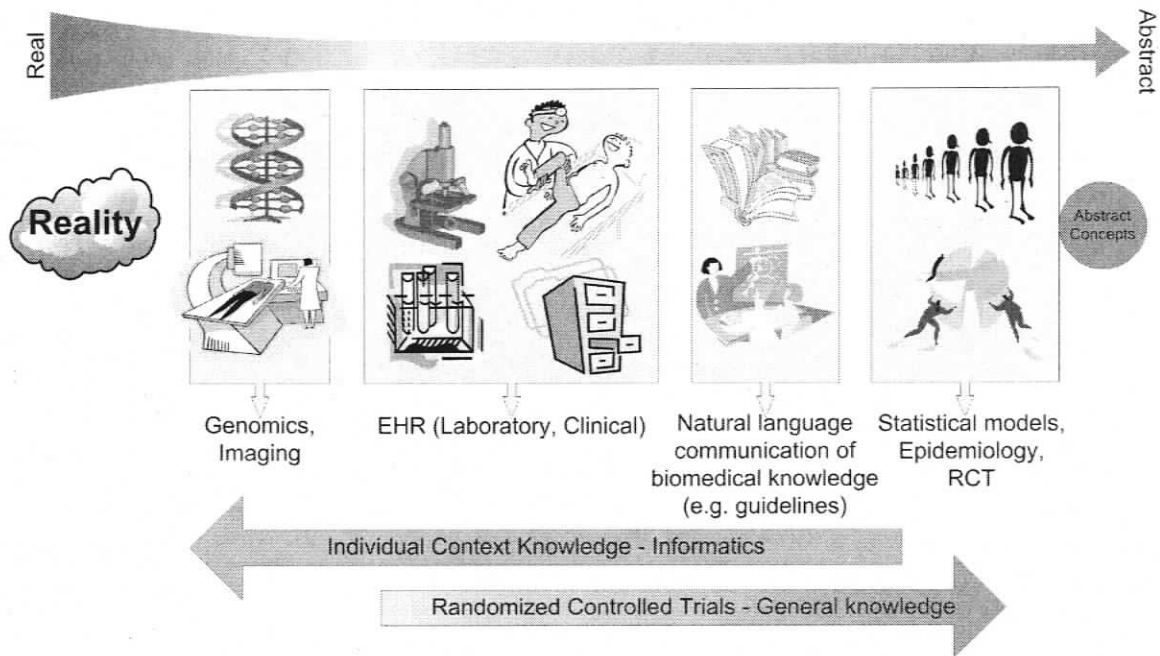 Real
Abstract
Reality
Abstract
Concepts
Genomics,
Imaging
EHR (Laboratory, Clinical)
Natural language
communication of
biomedical knowledge
(e.g. guidelines)
Statistical models,
Epidemiology,
RCT
Individual Context Knowledge - Informatics
Randomized Controlled Trials - General knowledge